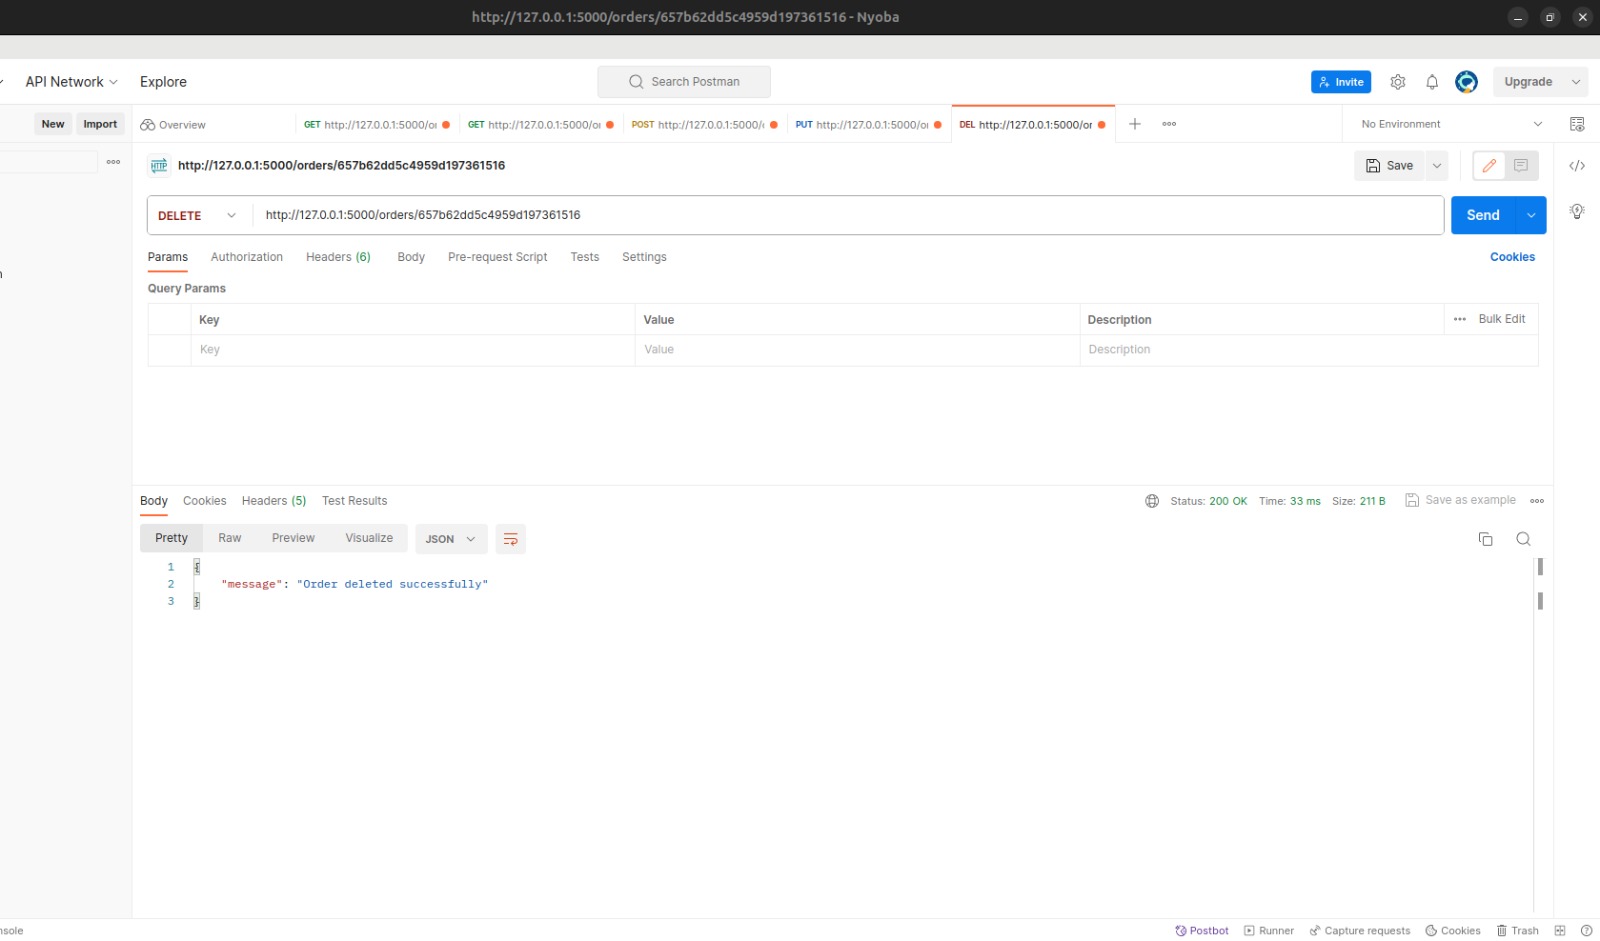 http://127.0.0.1:5000/orders/657b62dd5c4959d197361516 - Nyoba
API Network Explore Search Postman Invite Upgrade
New Import Overview GET http://127.0.0.1:5000/or GET http://127.0.0.1:5000/or POST http://127.0.0.1:5000/ PUT http://127.0.0.1:5000/or DEL http://127.0.0.1:5000/or No Environment
HTTP http://127.0.0.1:5000/orders/657b62dd5c4959d197361516 Save
DELETE http://127.0.0.1:5000/orders/657b62dd5c4959d197361516 Send
Params Authorization Headers (6) Body Pre-request Script Tests Settings Cookies
Query Params
Key Value Description Bulk Edit
Key Value Description
Body Cookies Headers (5) Test Results Status: 200 OK Time: 33 ms Size: 211 B Save as example
Pretty Raw Preview Visualize JSON
1 {
2 "message": "Order deleted successfully"
3 }
nsole Postbot Runner Capture requests Cookies Trash